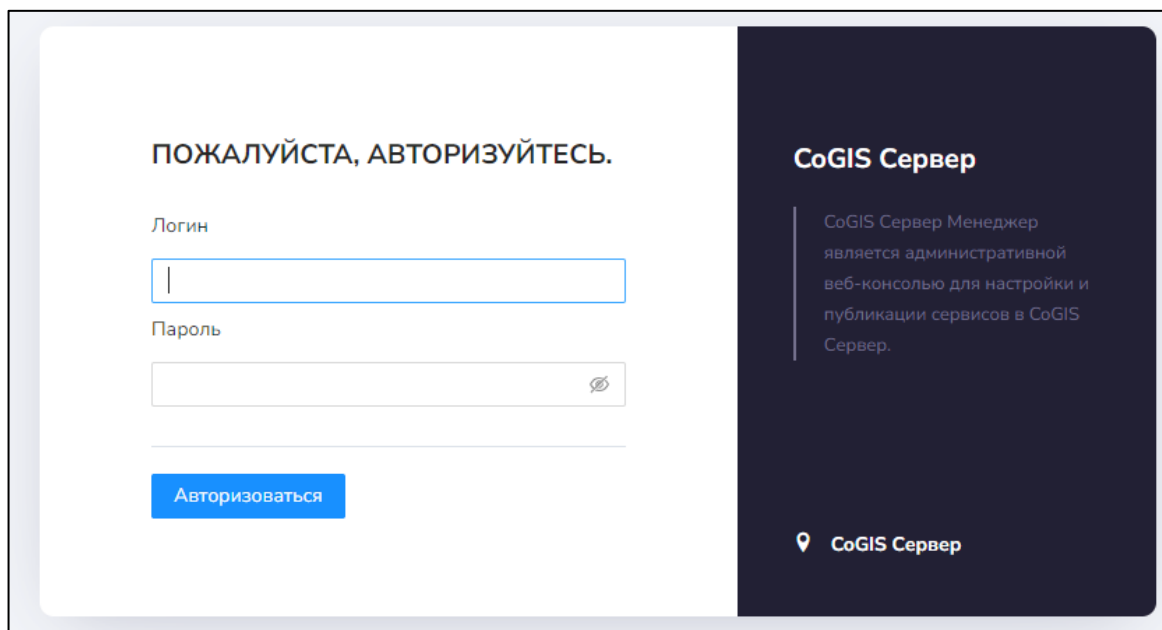 ПОЖАЛУЙСТА, АВТОРИЗУЙТЕСЬ.
Логин
Пароль
Авторизоваться
CoGIS Сервер
CoGIS Сервер Менеджер
является административной
веб-консолью для настройки и
публикации сервисов в CoGIS
Сервер.
CoGIS Сервер